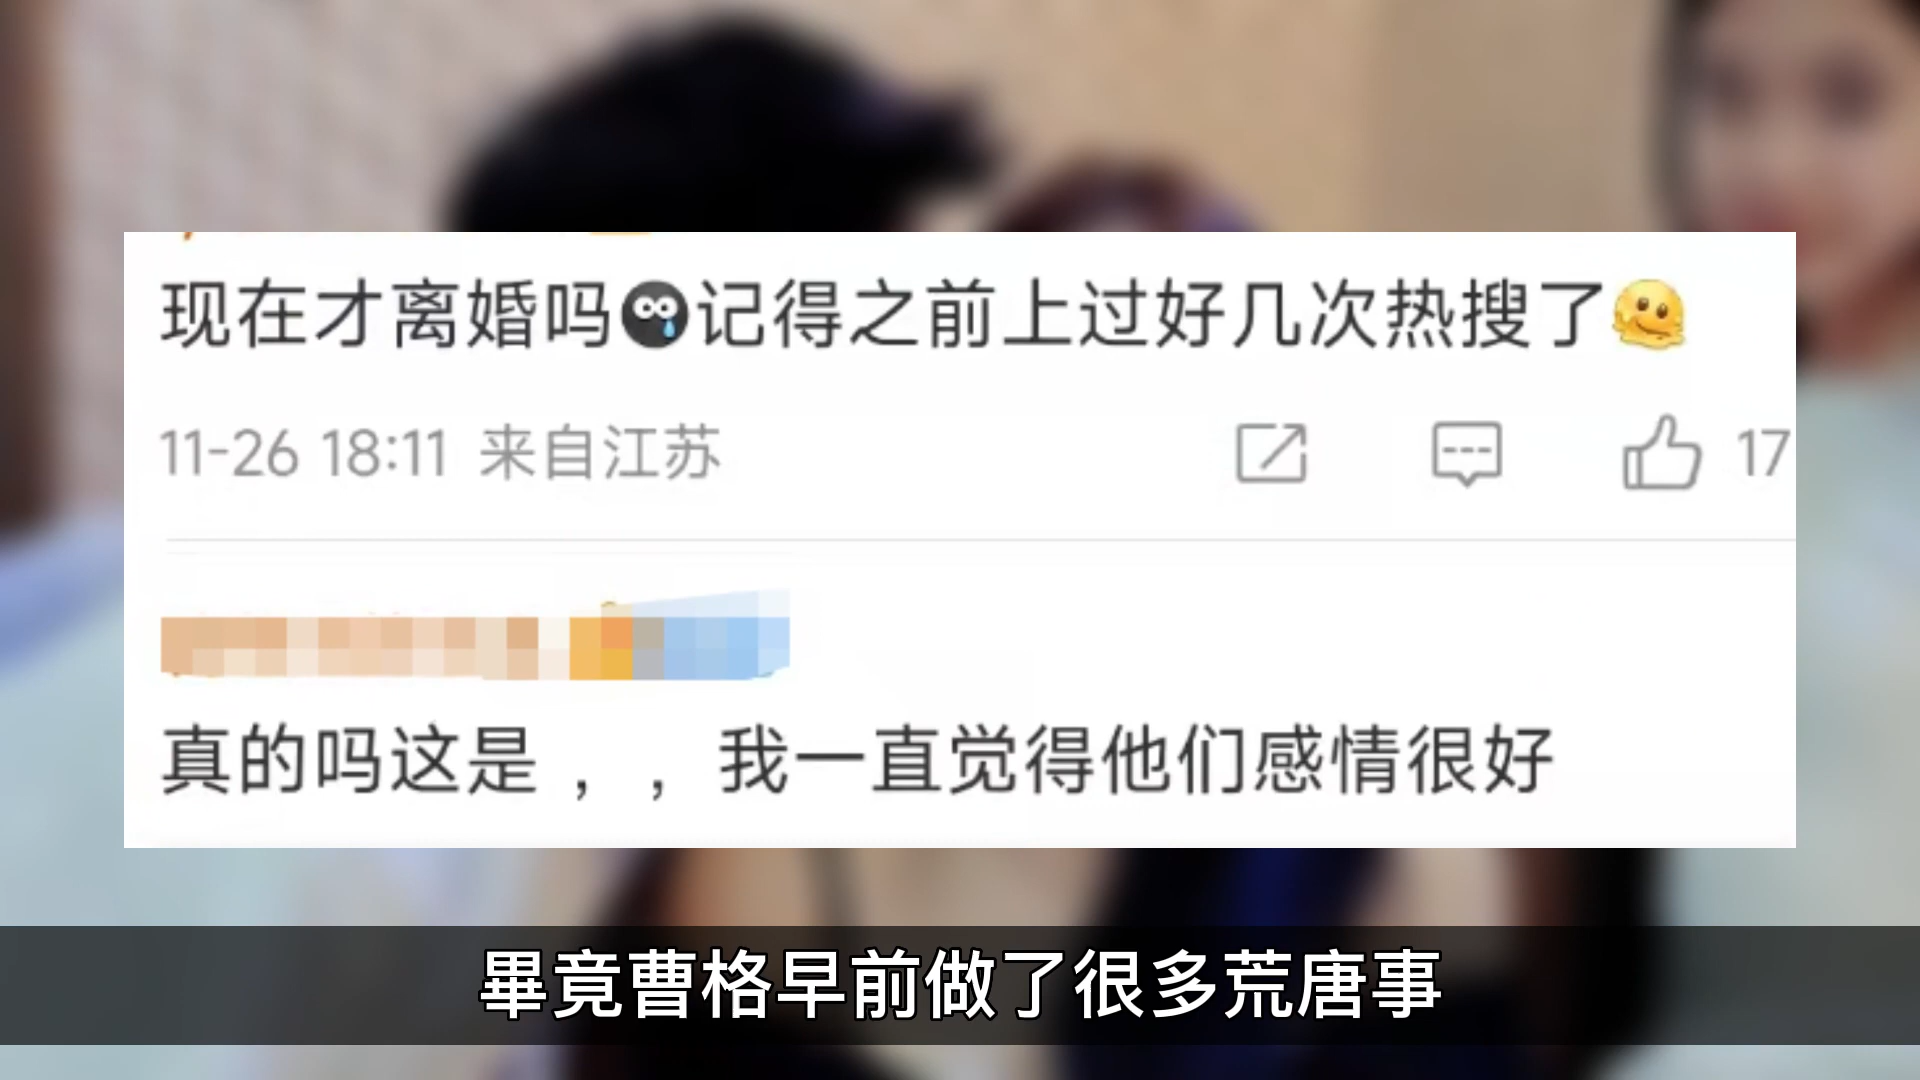 现在才离婚吗记得之前上过好几次热搜了
11-26 18:11 来自江苏 17
真的吗这是，，我一直觉得他们感情很好
畢竟曹格早前做了很多荒唐事